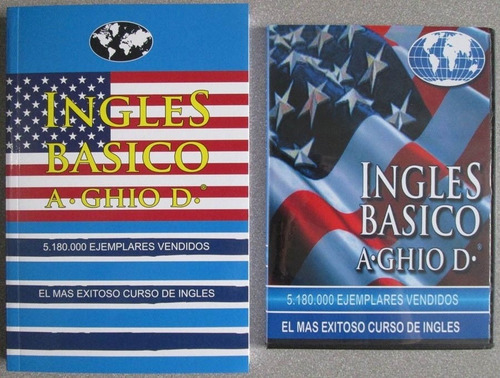 INGLES
BASICO
A•GHIO D•®
5.180.000 EJEMPLARES VENDIDOS
EL MAS EXITOSO CURSO DE INGLES
INGLES
BASICO
A•GHIO D•®
5.180.000 EJEMPLARES VENDIDOS
EL MAS EXITOSO CURSO DE INGLES